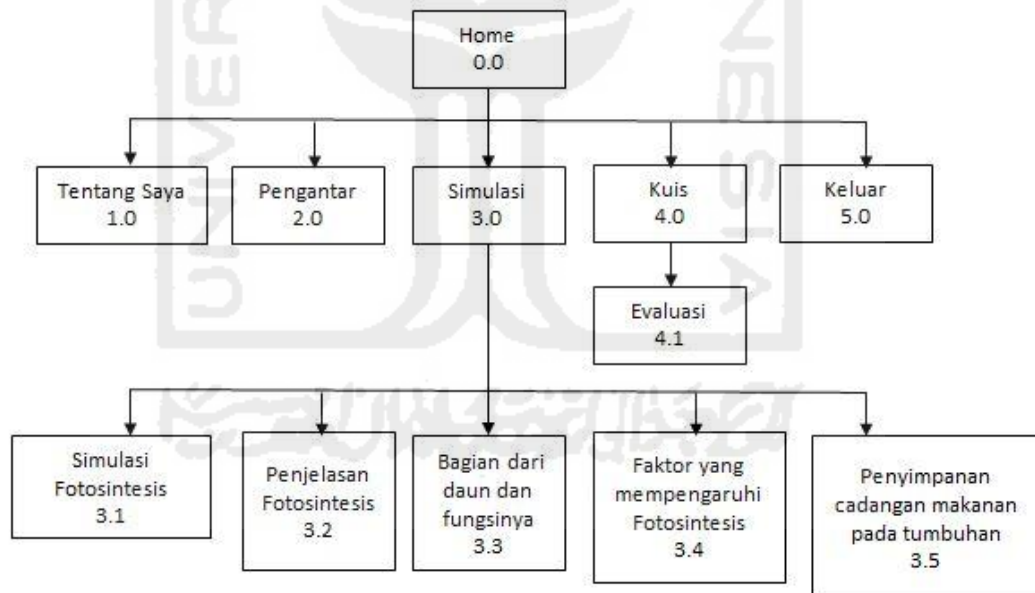 Home
0.0
Tentang Saya
1.0
Pengantar
2.0
Simulasi
3.0
Kuis
4.0
Keluar
5.0
Evaluasi
4.1
Simulasi
Fotosintesis
3.1
Penjelasan
Fotosintesis
3.2
Bagian dari
daun dan
fungsinya
3.3
Faktor yang
mempengaruhi
Fotosintesis
3.4
Penyimpanan
cadangan makanan
pada tumbuhan
3.5
UNIVER
NESIA